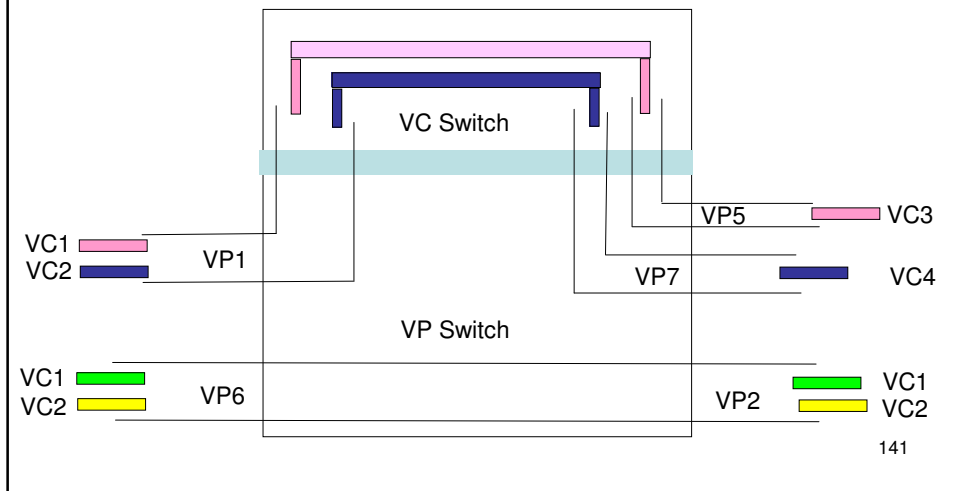 VC Switch
VP5
VC3
VC1
VP1
VC2
VP7
VC4
VP Switch
VC1
VC1
VP6
VP2
VC2
VC2
141